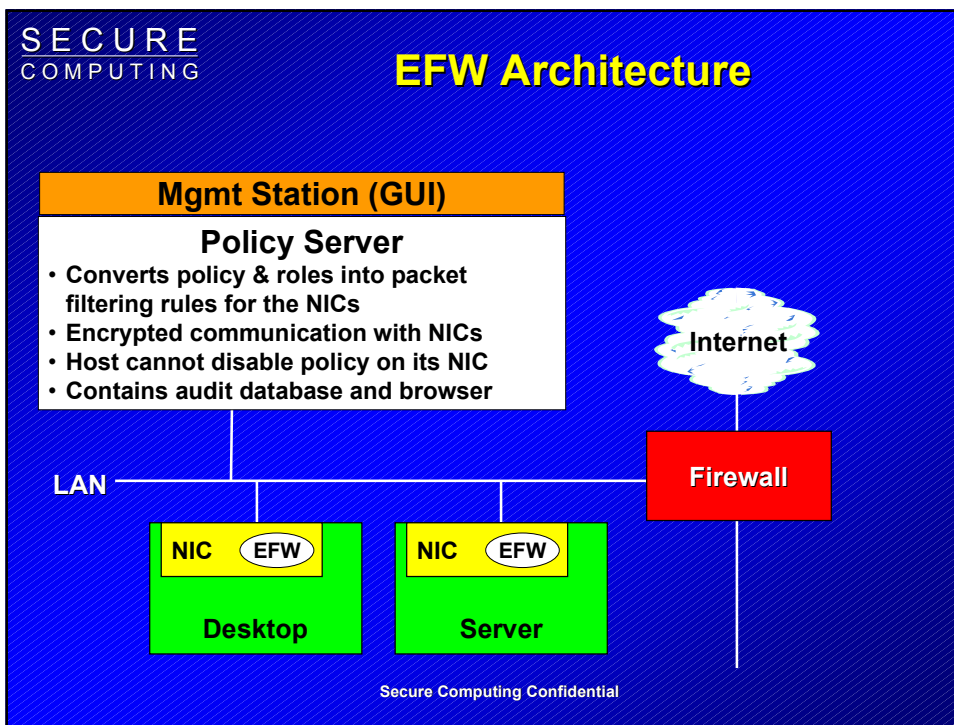 SECURE
COMPUTING
EFW Architecture
Mgmt Station (GUI)
Policy Server
• Converts policy & roles into packet
filtering rules for the NICs
• Encrypted communication with NICs
• Host cannot disable policy on its NIC
• Contains audit database and browser
Internet
LAN
Firewall
NIC EFW
Desktop
NIC EFW
Server
Secure Computing Confidential